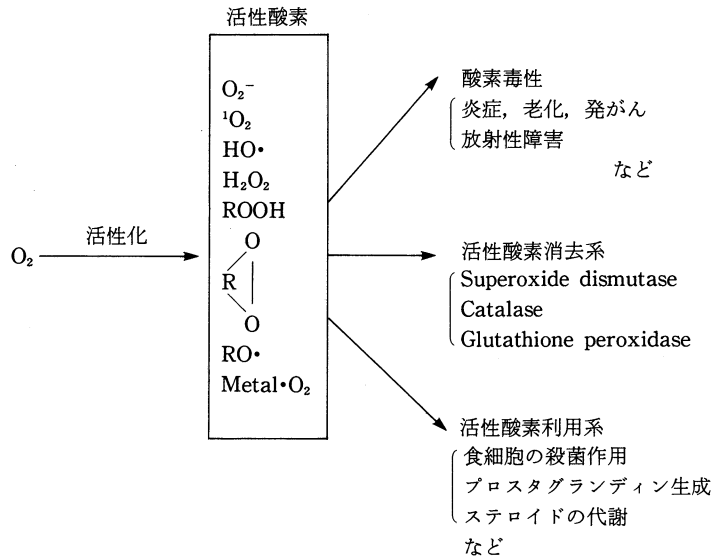 活性酸素
O₂⁻
¹O₂
HO•
H₂O₂
ROOH
O
R
O
RO•
Metal•O₂
O₂
活性化
酸素毒性
炎症，老化，発がん
放射性障害
など
活性酸素消去系
Superoxide dismutase
Catalase
Glutathione peroxidase
活性酸素利用系
食細胞の殺菌作用
プロスタグランディン生成
ステロイドの代謝
など